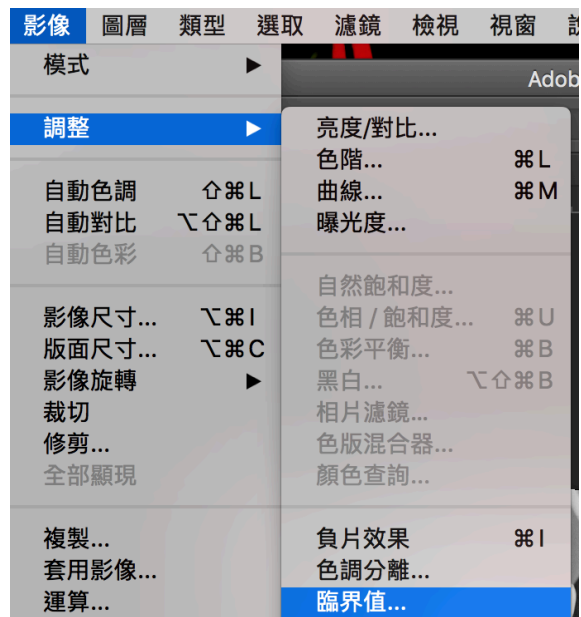 影像 圖層 類型 選取 濾鏡 檢視 視窗
模式 ▶
Adob
調整 ▶
自動色調 ⇧⌘L
自動對比 ⌥⇧⌘L
自動色彩 ⇧⌘B
影像尺寸... ⌥⌘I
版面尺寸... ⌥⌘C
影像旋轉 ▶
裁切
修剪...
全部顯現
複製...
套用影像...
運算...
亮度/對比...
色階... ⌘L
曲線... ⌘M
曝光度...
自然飽和度...
色相 / 飽和度... ⌘U
色彩平衡... ⌘B
黑白... ⌥⇧⌘B
相片濾鏡...
色版混合器...
顏色查詢...
負片效果 ⌘I
色調分離...
臨界值...